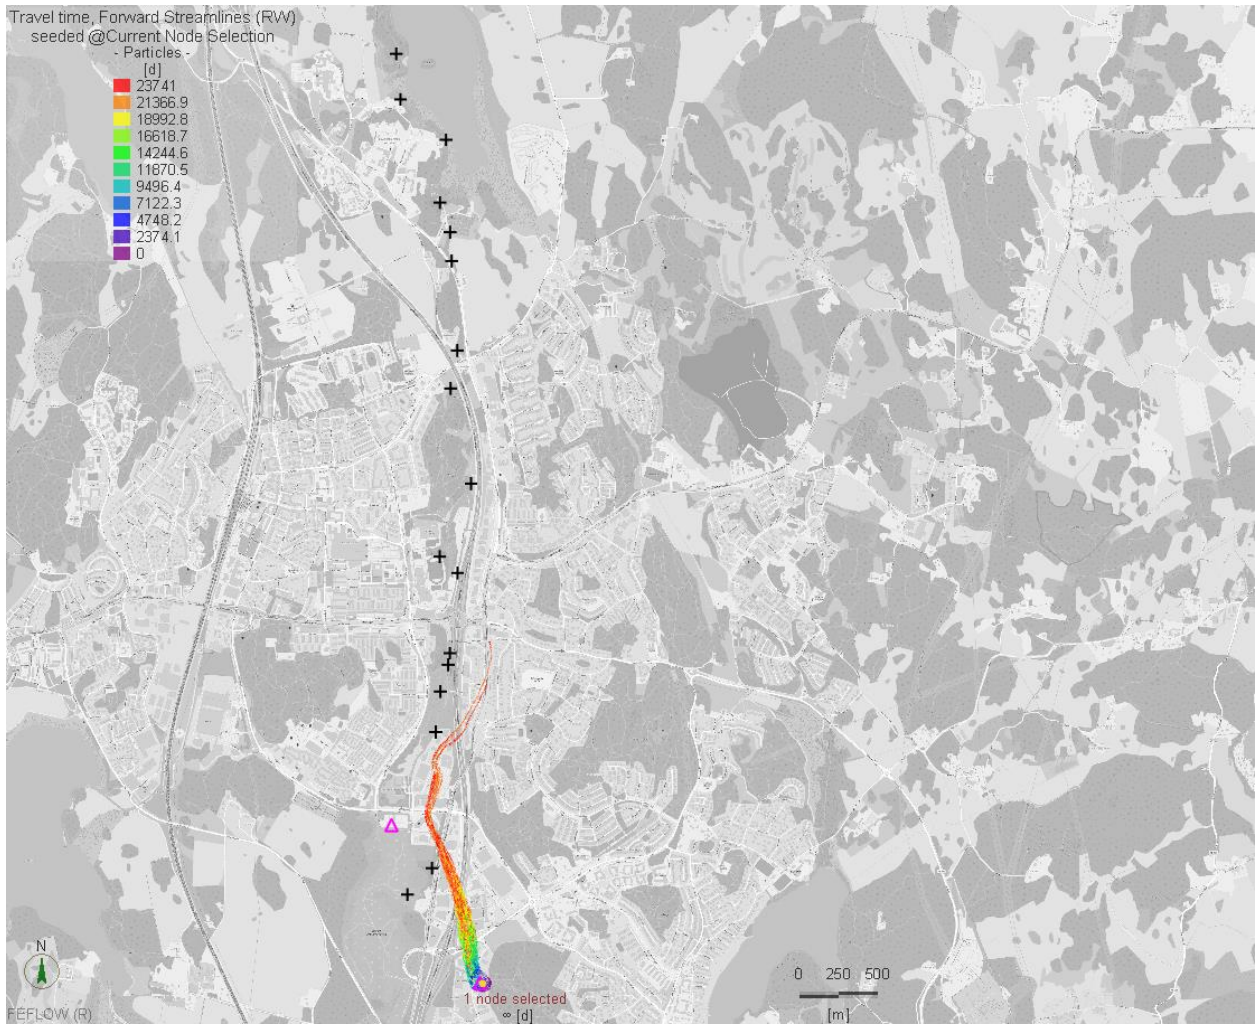 Travel time, Forward Streamlines (RW)
seeded @Current Node Selection
- Particles -
[d]
23741
21366.9
18992.8
16618.7
14244.6
11870.5
9496.4
7122.3
4748.2
2374.1
0
N
0 250 500
[m]
1 node selected
∞ [d]
FEFLOW (R)